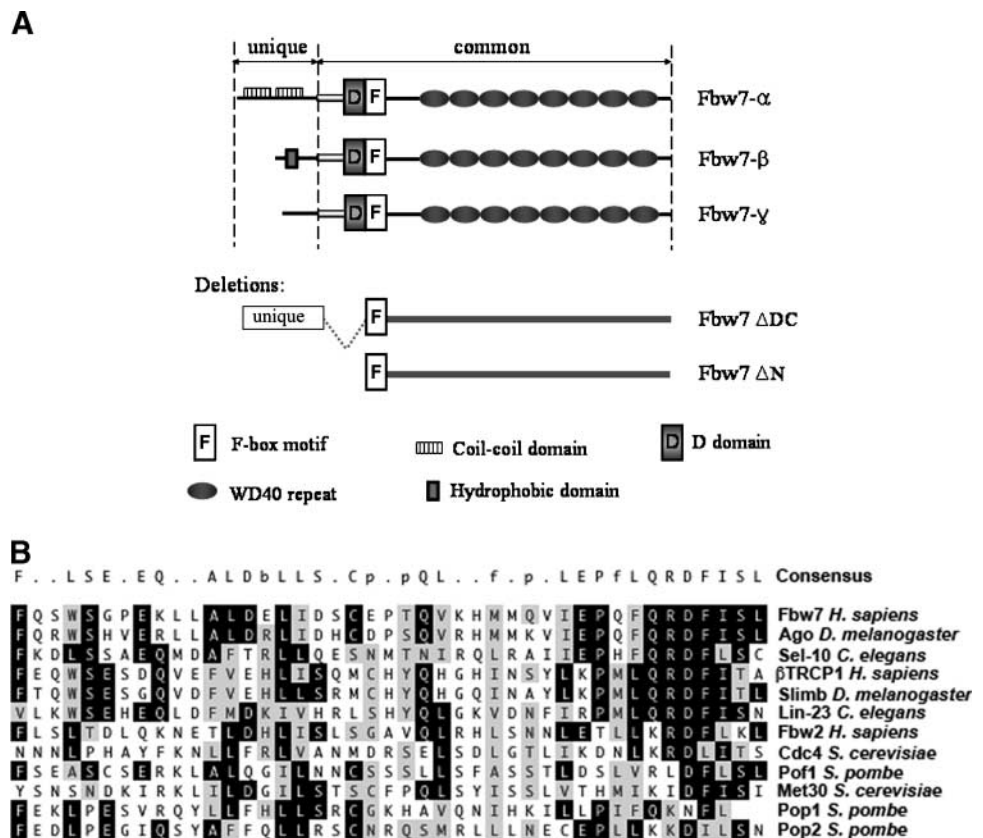 A
unique common
Fbw7-α
D F
Fbw7-β
D F
Fbw7-γ
D F
Deletions:
unique F Fbw7 ΔDC
F Fbw7 ΔN
F F-box motif Coil-coil domain D D domain
WD40 repeat Hydrophobic domain
B
F . . L S E . E Q . . A L D b L L S . C p . p Q L . . f . p . L E P f L Q R D F I S L Consensus
F Q S W S G P E K L L A L D E L I D S C E P T Q V K H M M Q V I E P Q F Q R D F I S L Fbw7 H. sapiens
F Q R W S H V E R L L A L D R L I D H C D P S Q V R H M M K V I E P Q F Q R D F I S L Ago D. melanogaster
F K D L S S A E Q M D A F T R L L Q E S N M T N I R Q L R A I I E P H F Q R D F L S C Sel-10 C. elegans
F E Q W S E S D Q V E F V E H L I S Q M C H Y Q H G H I N S Y L K P M L Q R D F I T A βTRCP1 H. sapiens
F T Q W S E S G Q V D F V E H L L S R M C H Y Q H G Q I N A Y L K P M L Q R D F I T L Slimb D. melanogaster
V L K W S E H E Q L D F M D K I V H R L S H Y Q L G K V D N F I R P M L Q R D F I S N Lin-23 C. elegans
F L S L T D L Q K N E T L D H L I S L S G A V Q L R H L S N N L E T L L K R D F L K L Fbw2 H. sapiens
N N N L P H A Y F K N L L F R L V A N M D R S E L S D L G T L I K D N L K R D L I T S Cdc4 S. cerevisiae
F S E A S C S E R K L A L Q G I L N N C S S S L L S F A S S T L D S L V R L D F L S L Pof1 S. pombe
Y S N S N D K I R K L I L D G I L S T S C F P Q L S Y I S S L V T H M I K I D F I S I Met30 S. cerevisiae
F E K L P E S V R Q Y L L F H L L S R C G K H A V Q N I H K I L L P I F Q K N F L Pop1 S. pombe
F E D L P E G I Q S Y A F F Q L L R S C N R Q S M R L L L N E C E P L L K K D I L S N Pop2 S. pombe